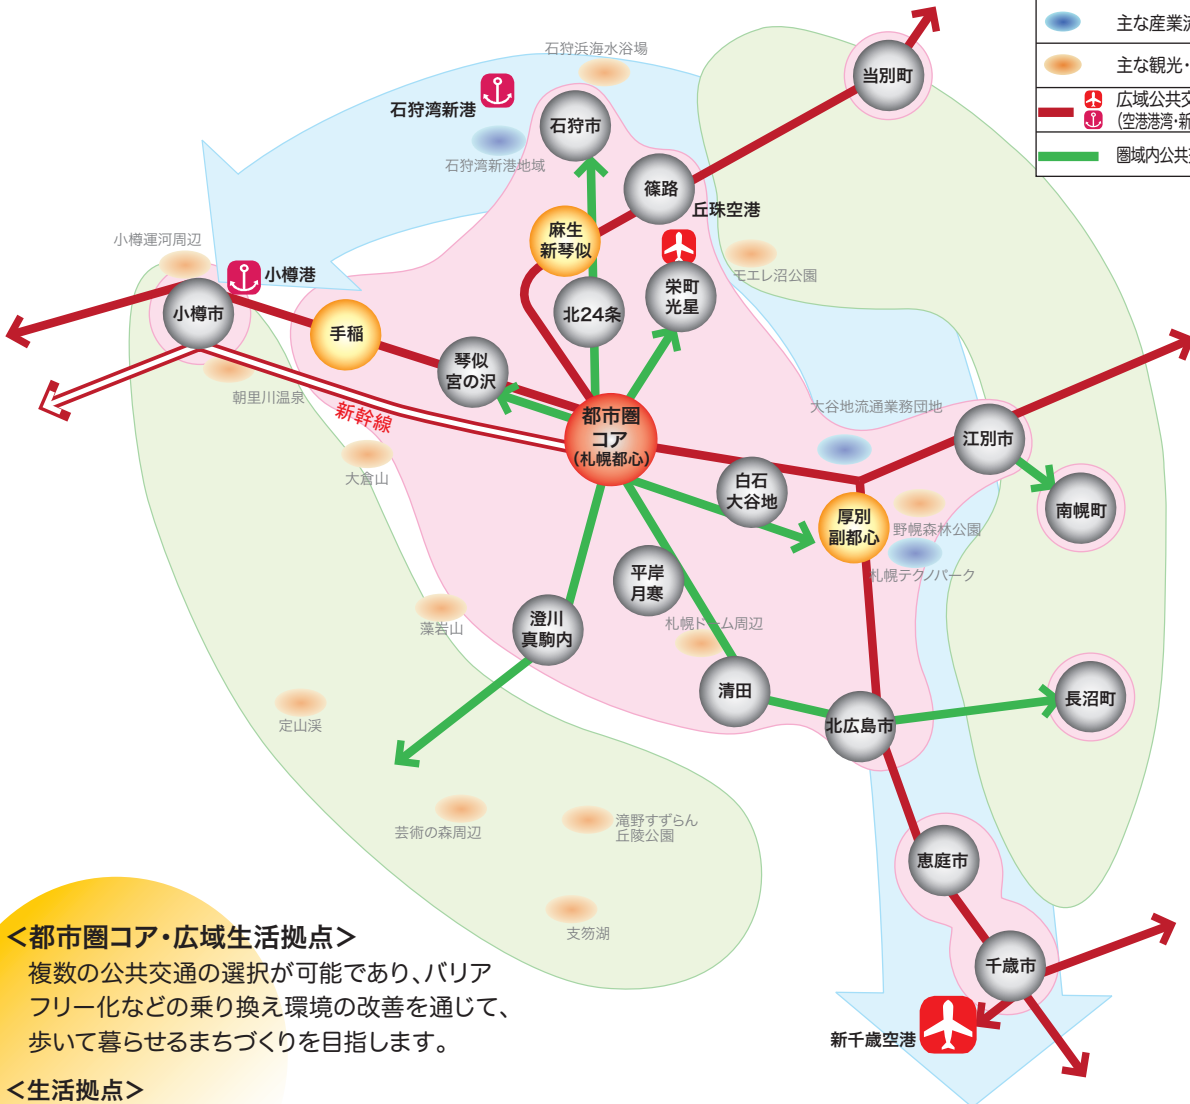 主な産業流
主な観光・
広域公共交
(空港港湾・新
圏域内公共交
石狩浜海水浴場
石狩湾新港
石狩市
石狩湾新港地域
当別町
篠路
丘珠空港
麻生
新琴似
小樽運河周辺
小樽港
小樽市
手稲
北24条
栄町
光星
モエレ沼公園
琴似
宮の沢
朝里川温泉
新幹線
大倉山
都市圏
コア
(札幌都心)
大谷地流通業務団地
江別市
白石
大谷地
厚別
副都心
野幌森林公園
南幌町
札幌テクノパーク
平岸
月寒
藻岩山
澄川
真駒内
札幌ドーム周辺
清田
北広島市
長沼町
定山渓
芸術の森周辺
滝野すずらん
丘陵公園
恵庭市
支笏湖
千歳市
新千歳空港
<都市圏コア・広域生活拠点>
複数の公共交通の選択が可能であり、バリア
フリー化などの乗り換え環境の改善を通じて、
歩いて暮らせるまちづくりを目指します。
<生活拠点>